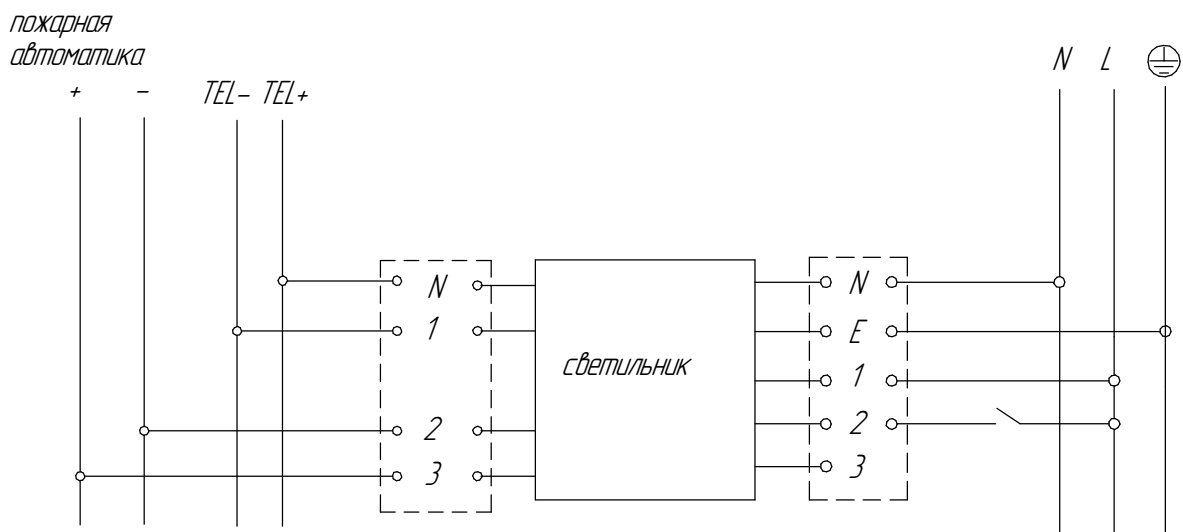 пожарная
автоматика
+ − TEL− TEL+
N L
N
1
2
3
светильник
N
E
1
2
3